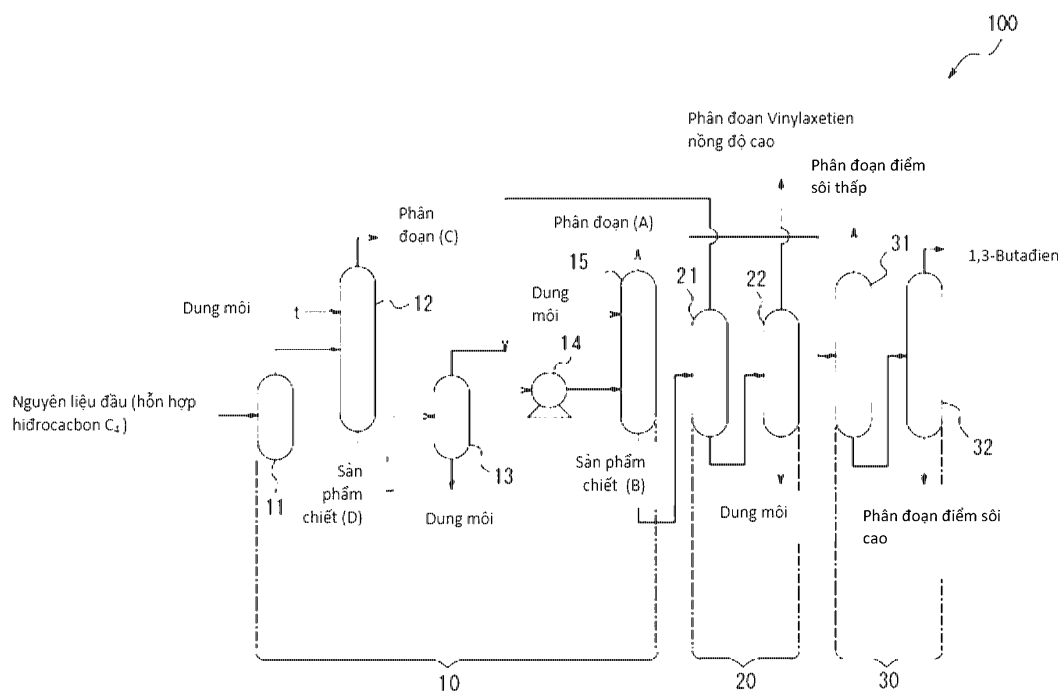 100
Phân đoan Vinylaxetien
nồng độ cao
Phân đoạn điểm
sôi thấp
Phân
đoạn (C)
Phân đoạn (A)
31
1,3-Butađien
15
Dung môi
t
12
Dung
môi
21
22
14
Nguyên liệu đầu (hỗn hợp
hiđrocacbon C₄)
11
Sản
phẩm
chiết (D)
13
Dung môi
Sản phẩm
chiết (B)
Dung môi
32
Phân đoạn điểm sôi
cao
10
20
30